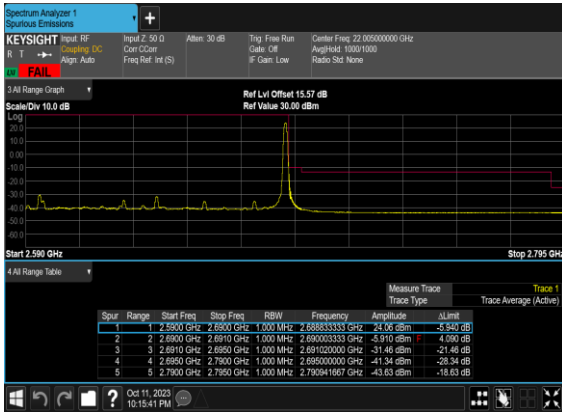 Spectrum Analyzer 1
Spurious Emissions
+
KEYSIGHT Input: RF Input Z: 50 Ω Atten: 30 dB Trig: Free Run Center Freq: 22.005000000 GHz
R T Coupling: DC Corr CCorr Gate: Off Avg|Hold: 1000/1000
Align: Auto Freq Ref: Int (S) IF Gain: Low Radio Std: None
FAIL
3 All Range Graph
Ref Lvl Offset 15.57 dB
Scale/Div 10.0 dB Ref Value 30.00 dBm
Log
20.0
10.0
0.00
-10.0
-20.0
-30.0
-40.0
-50.0
-60.0
Start 2.590 GHz Stop 2.795 GHz
4 All Range Table
Measure Trace Trace 1
Trace Type Trace Average (Active)
Spur Range Start Freq Stop Freq RBW Frequency Amplitude ΔLimit
1 1 2.5900 GHz 2.6900 GHz 1.000 MHz 2.688833333 GHz 24.06 dBm -5.940 dB
2 2 2.6900 GHz 2.6910 GHz 1.000 MHz 2.690003333 GHz -5.910 dBm F 4.090 dB
3 3 2.6910 GHz 2.6950 GHz 1.000 MHz 2.691020000 GHz -31.46 dBm -21.46 dB
4 4 2.6950 GHz 2.7900 GHz 1.000 MHz 2.695000000 GHz -41.34 dBm -28.34 dB
5 5 2.7900 GHz 2.7950 GHz 1.000 MHz 2.790941667 GHz -43.63 dBm -18.63 dB
? Oct 11, 2023
10:15:41 PM